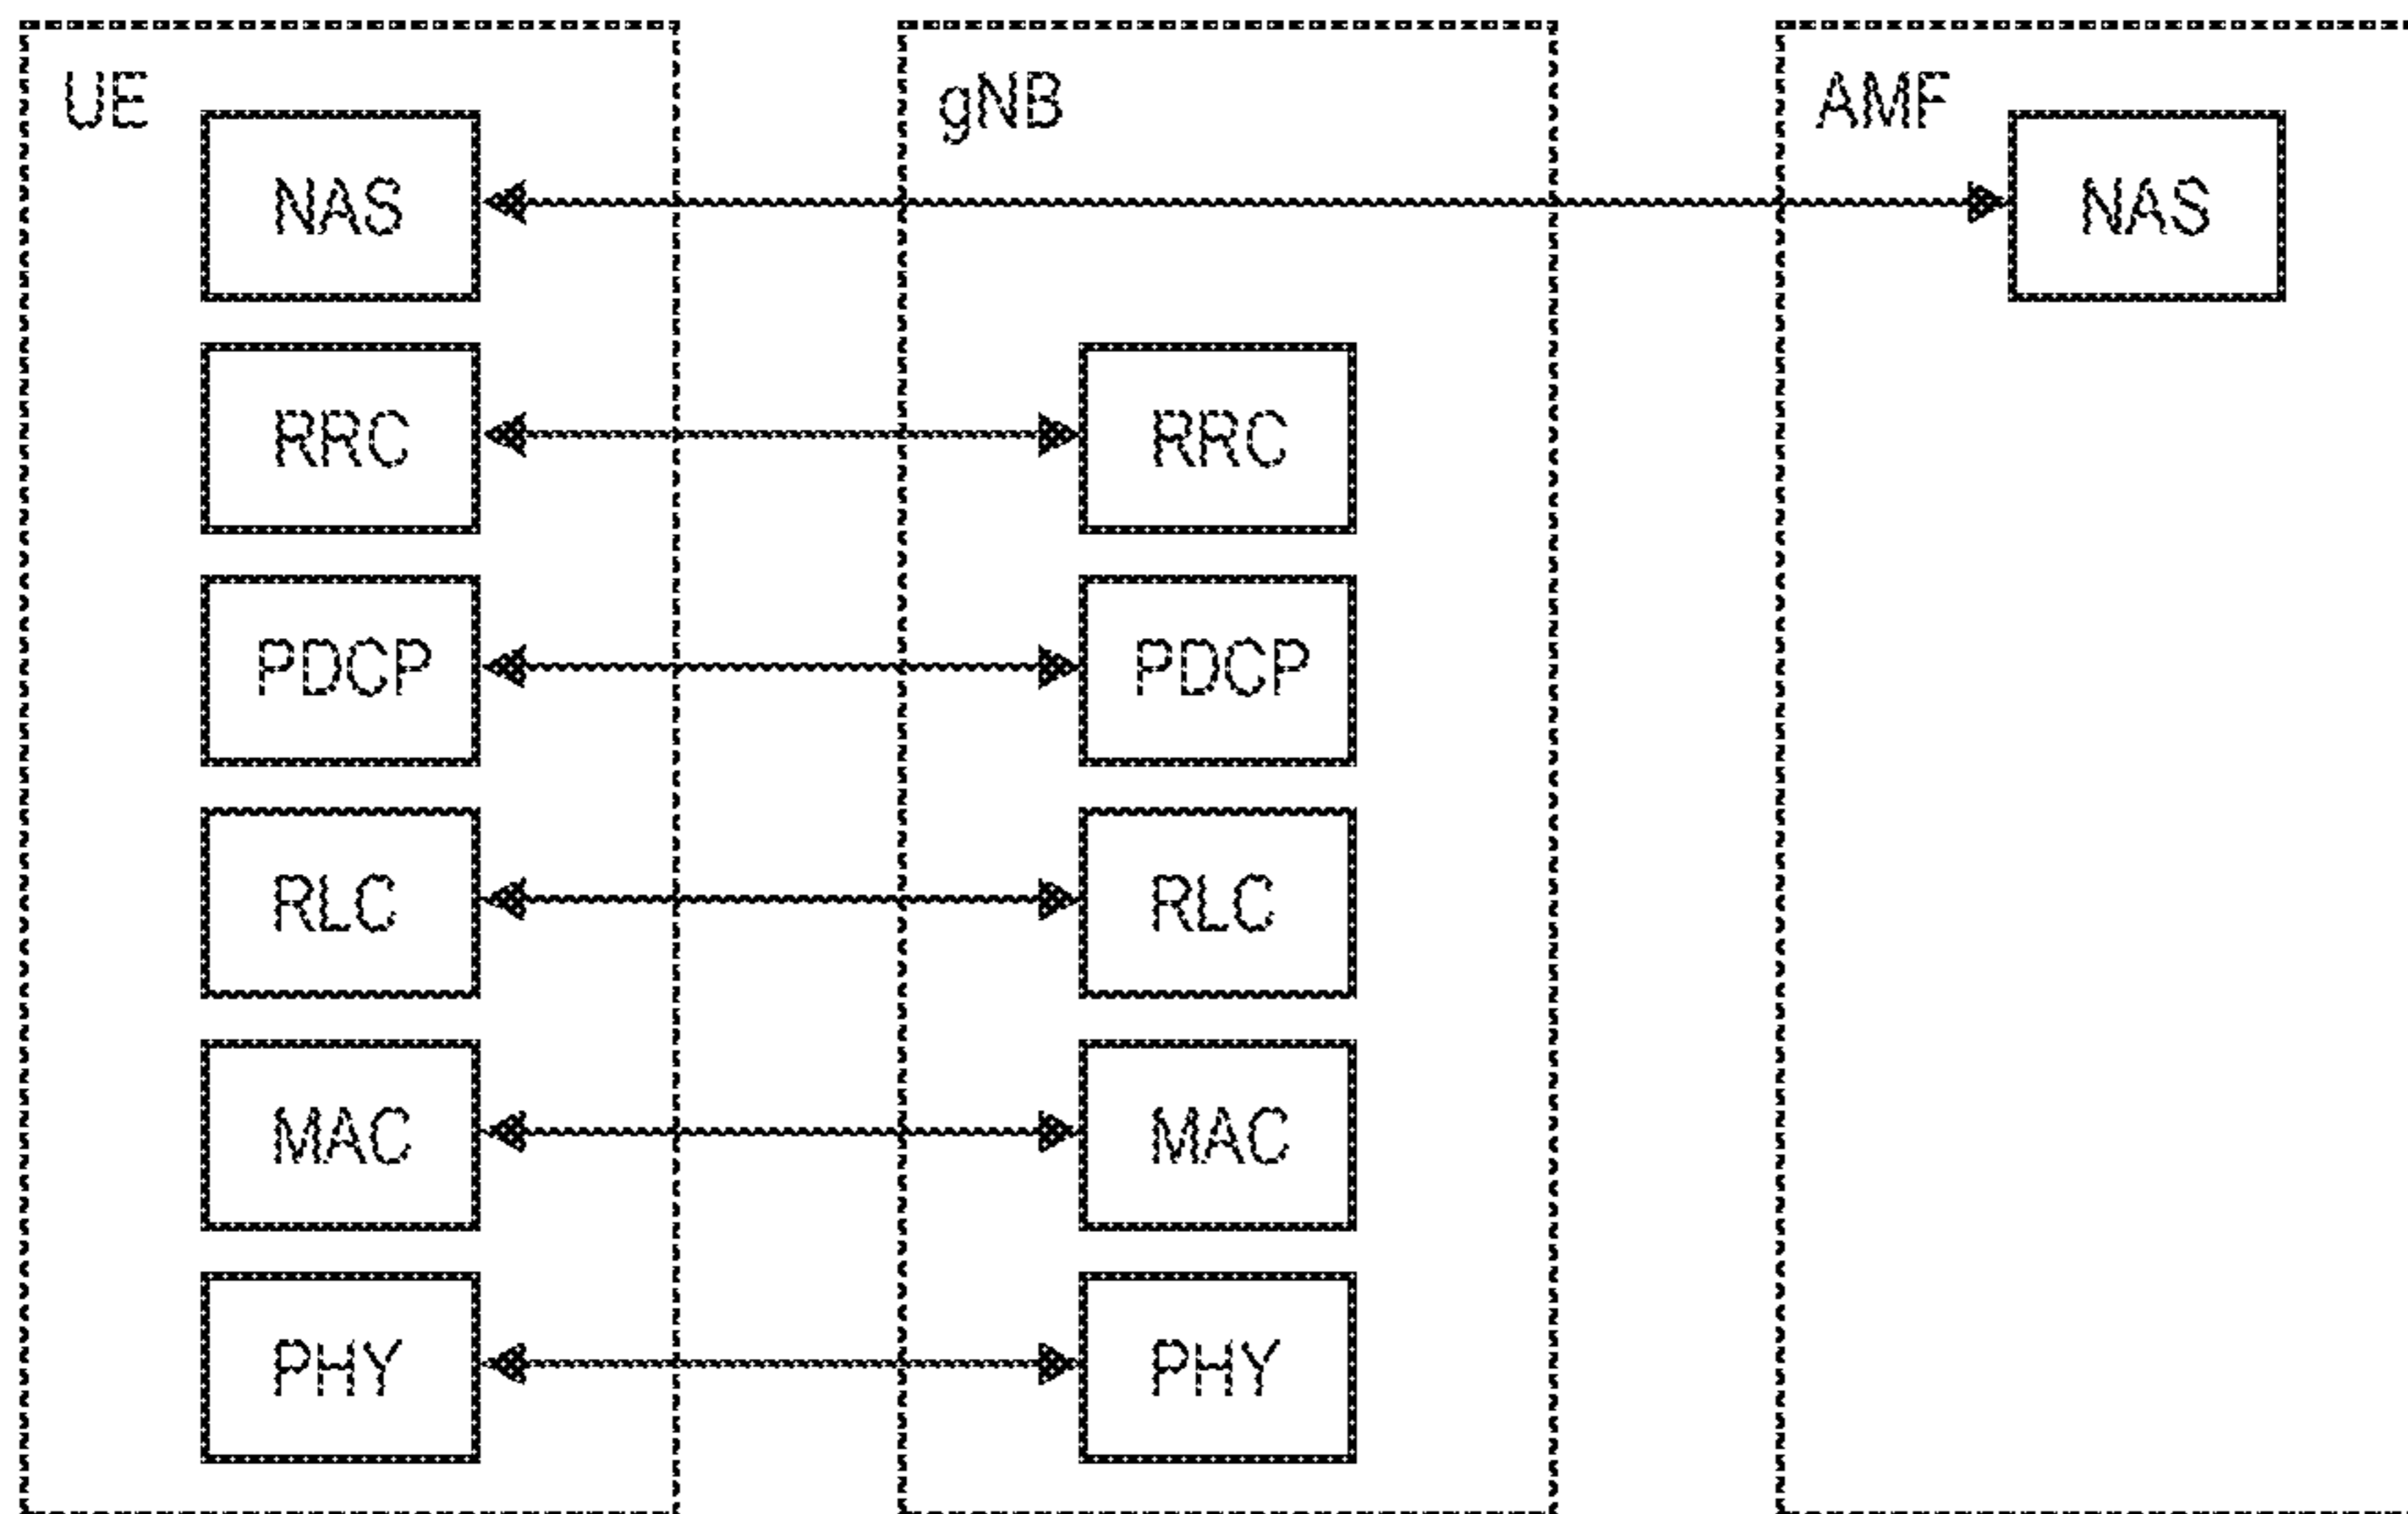 UE
gNB
AMF
NAS
NAS
RRC
RRC
PDCP
PDCP
RLC
RLC
MAC
MAC
PHY
PHY